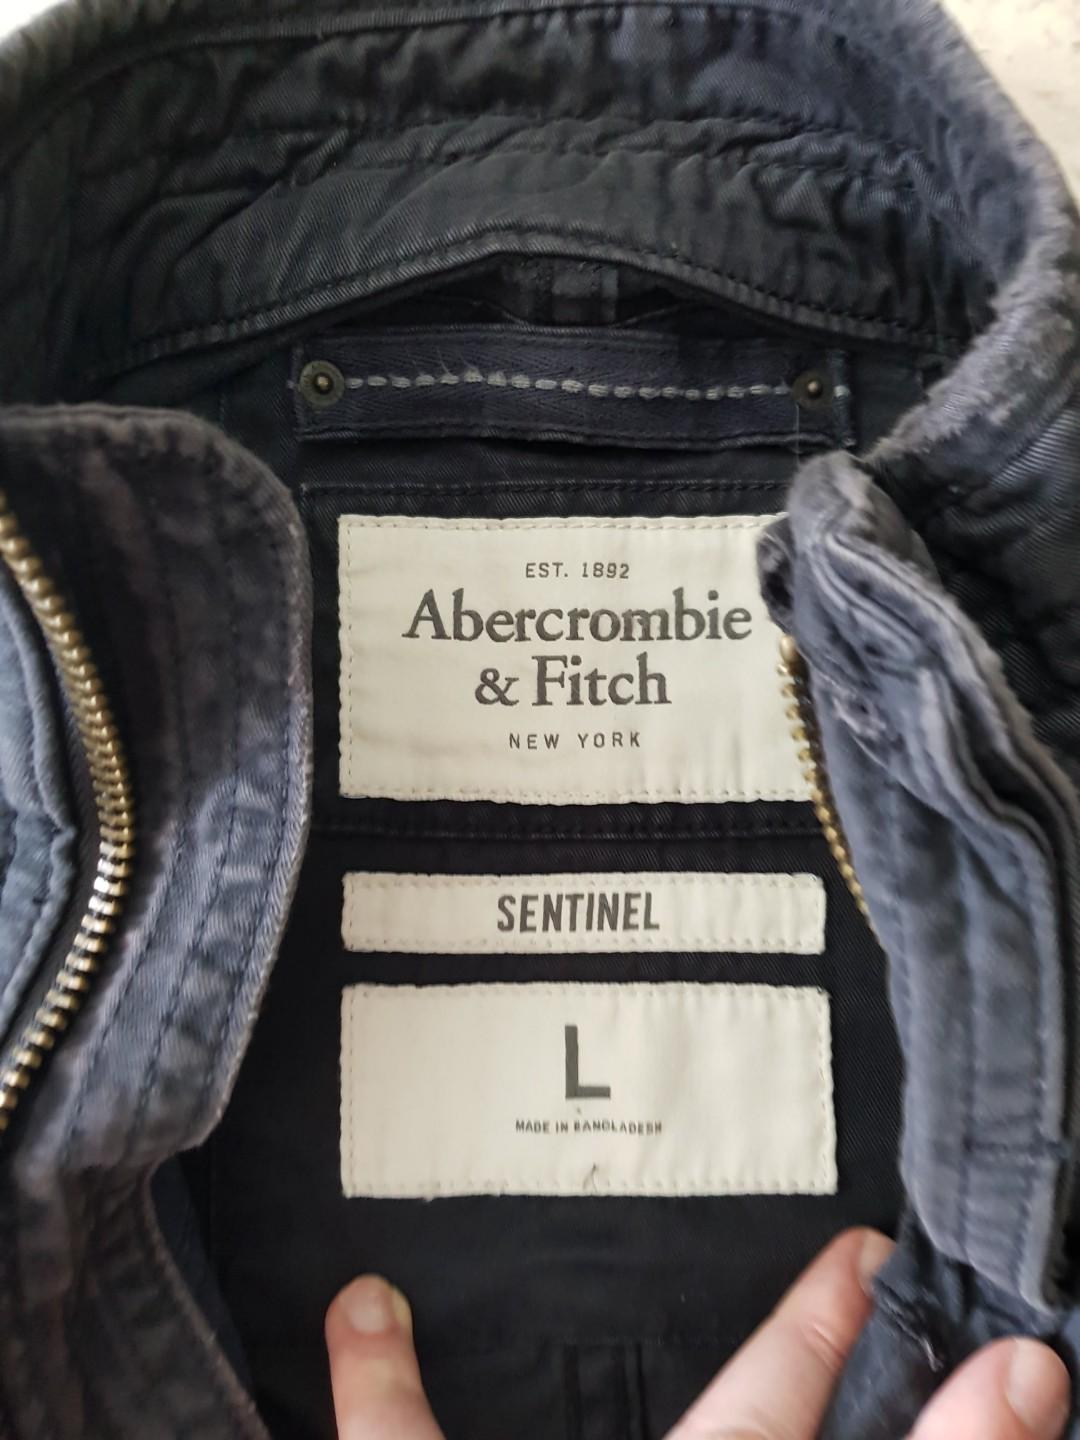 EST. 1892
Abercrombie
& Fitch
NEW YORK
SENTINEL
L
MADE IN BANGLADESH